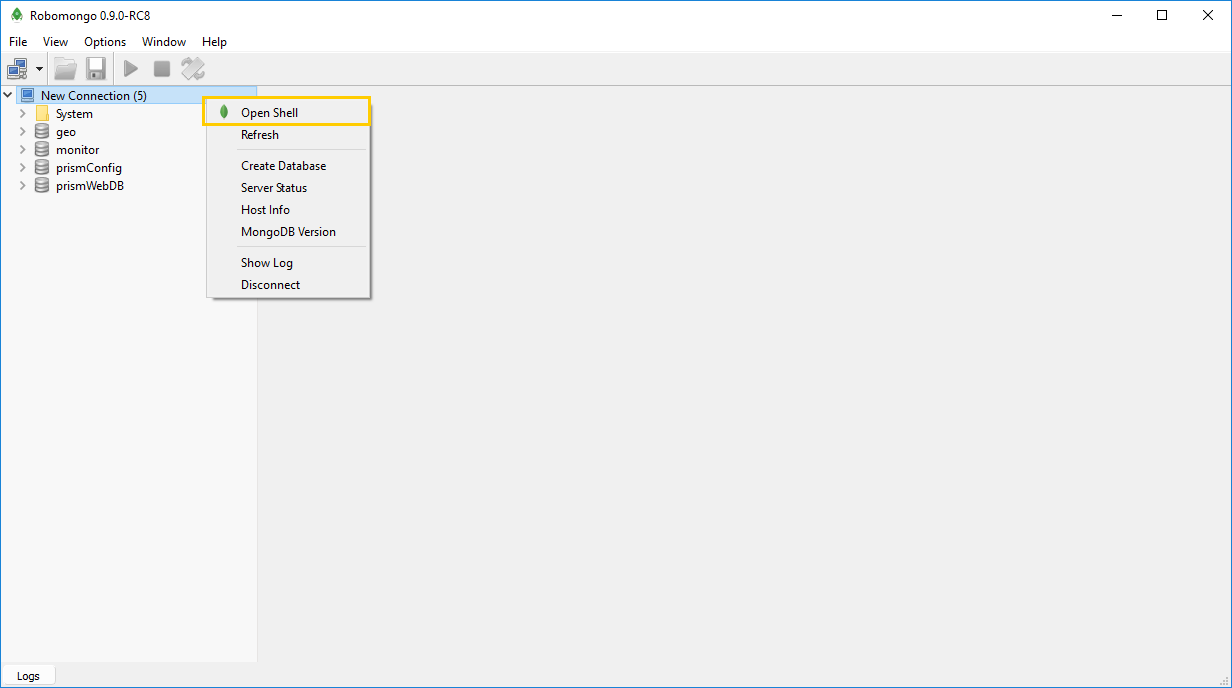 Robomongo 0.9.0-RC8
File View Options Window Help
New Connection (5)
System
geo
monitor
prismConfig
prismWebDB
Open Shell
Refresh
Create Database
Server Status
Host Info
MongoDB Version
Show Log
Disconnect
Logs